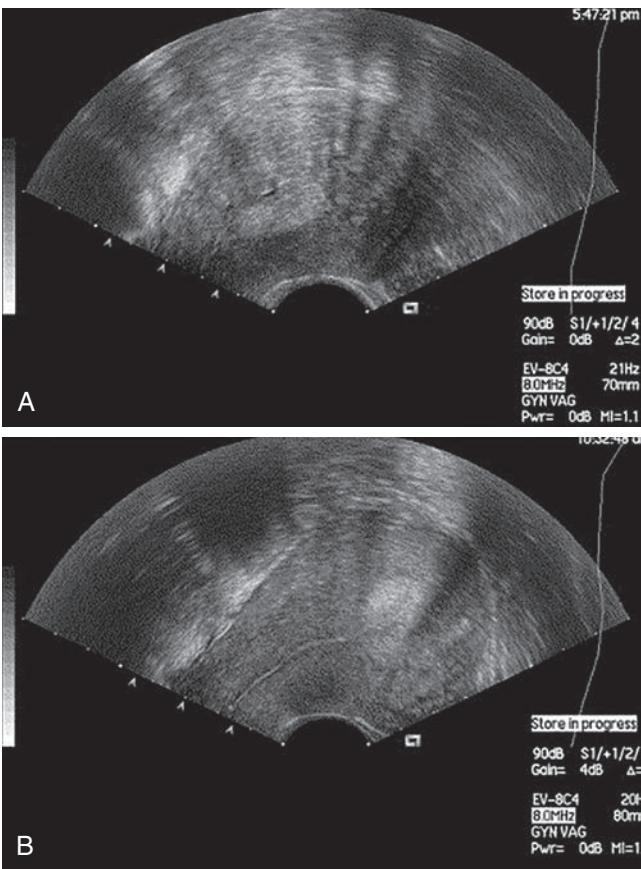 5:47:21 pm
Store in progress
90dB S1/+1/2/4
Gain= 0dB Δ=2
EV-8C4 21Hz
8.0MHz 70mm
GYN VAG
Pwr= 0dB MI=1.1
A
Store in progress
90dB S1/+1/2/
Gain= 4dB Δ=
EV-8C4 20H
8.0MHz 80m
GYN VAG
Pwr= 0dB MI=1
B